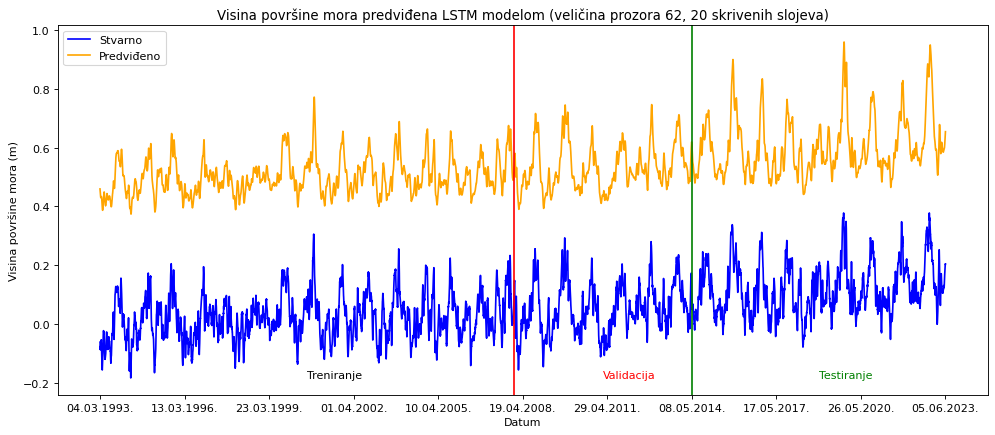 Visina površine mora predviđena LSTM modelom (veličina prozora 62, 20 skrivenih slojeva)
Stvarno
Predviđeno
Visina površine mora (m)
1.0
0.8
0.6
0.4
0.2
0.0
−0.2
Treniranje
Validacija
Testiranje
04.03.1993.
13.03.1996.
23.03.1999.
01.04.2002.
10.04.2005.
19.04.2008.
29.04.2011.
08.05.2014.
17.05.2017.
26.05.2020.
05.06.2023.
Datum